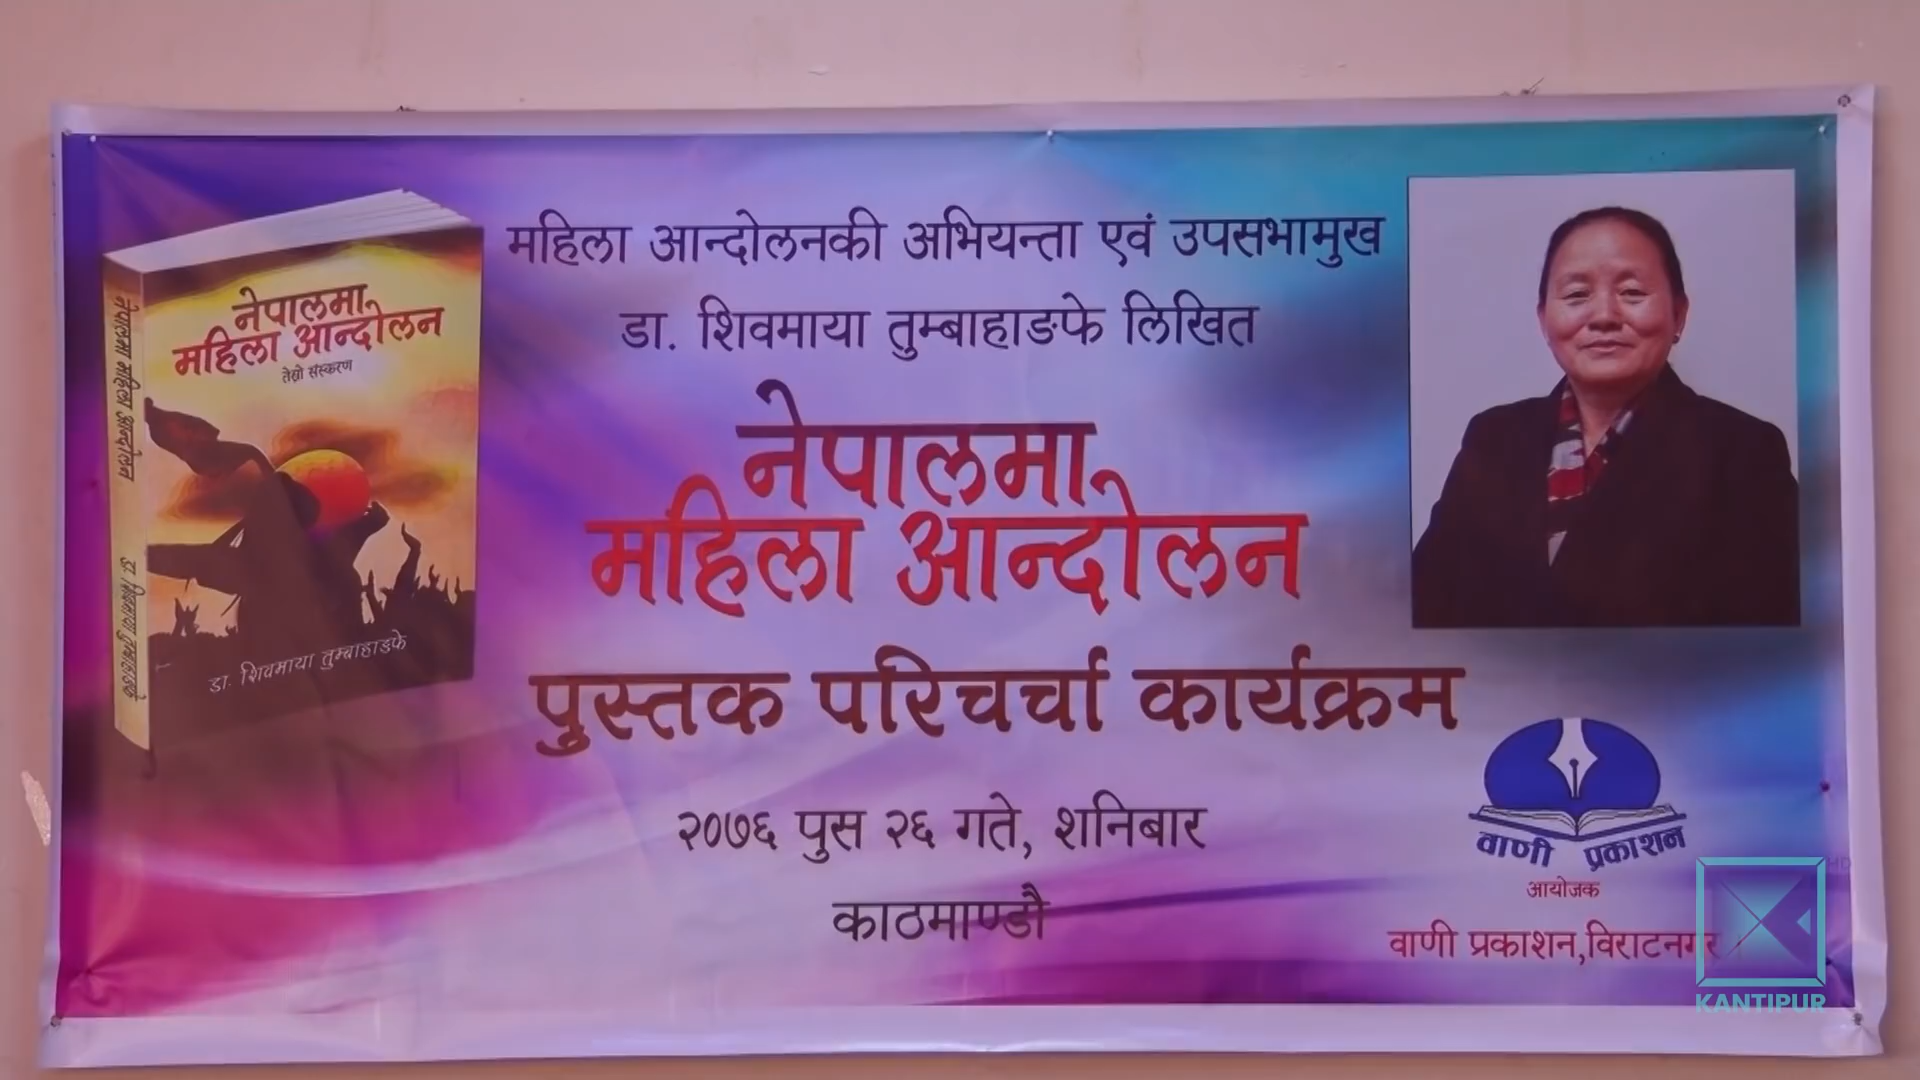 महिला आन्दोलनकी अभियन्ता एवं उपसभामुख
डा. शिवमाया तुम्बाहाङफे लिखित
नेपालमा
महिला आन्दोलन
पुस्तक परिचर्चा कार्यक्रम
२०७६ पुस २६ गते, शनिबार
काठमाण्डौ
नेपालमा
महिला आन्दोलन
तेस्रो संस्करण
डा. शिवमाया तुम्बाहाङफे
नेपालमा महिला आन्दोलन
डा. शिवमाया तुम्बाहाङफे
वाणी प्रकाशन
आयोजक
वाणी प्रकाशन,विराटनगर
HD
KANTIPUR